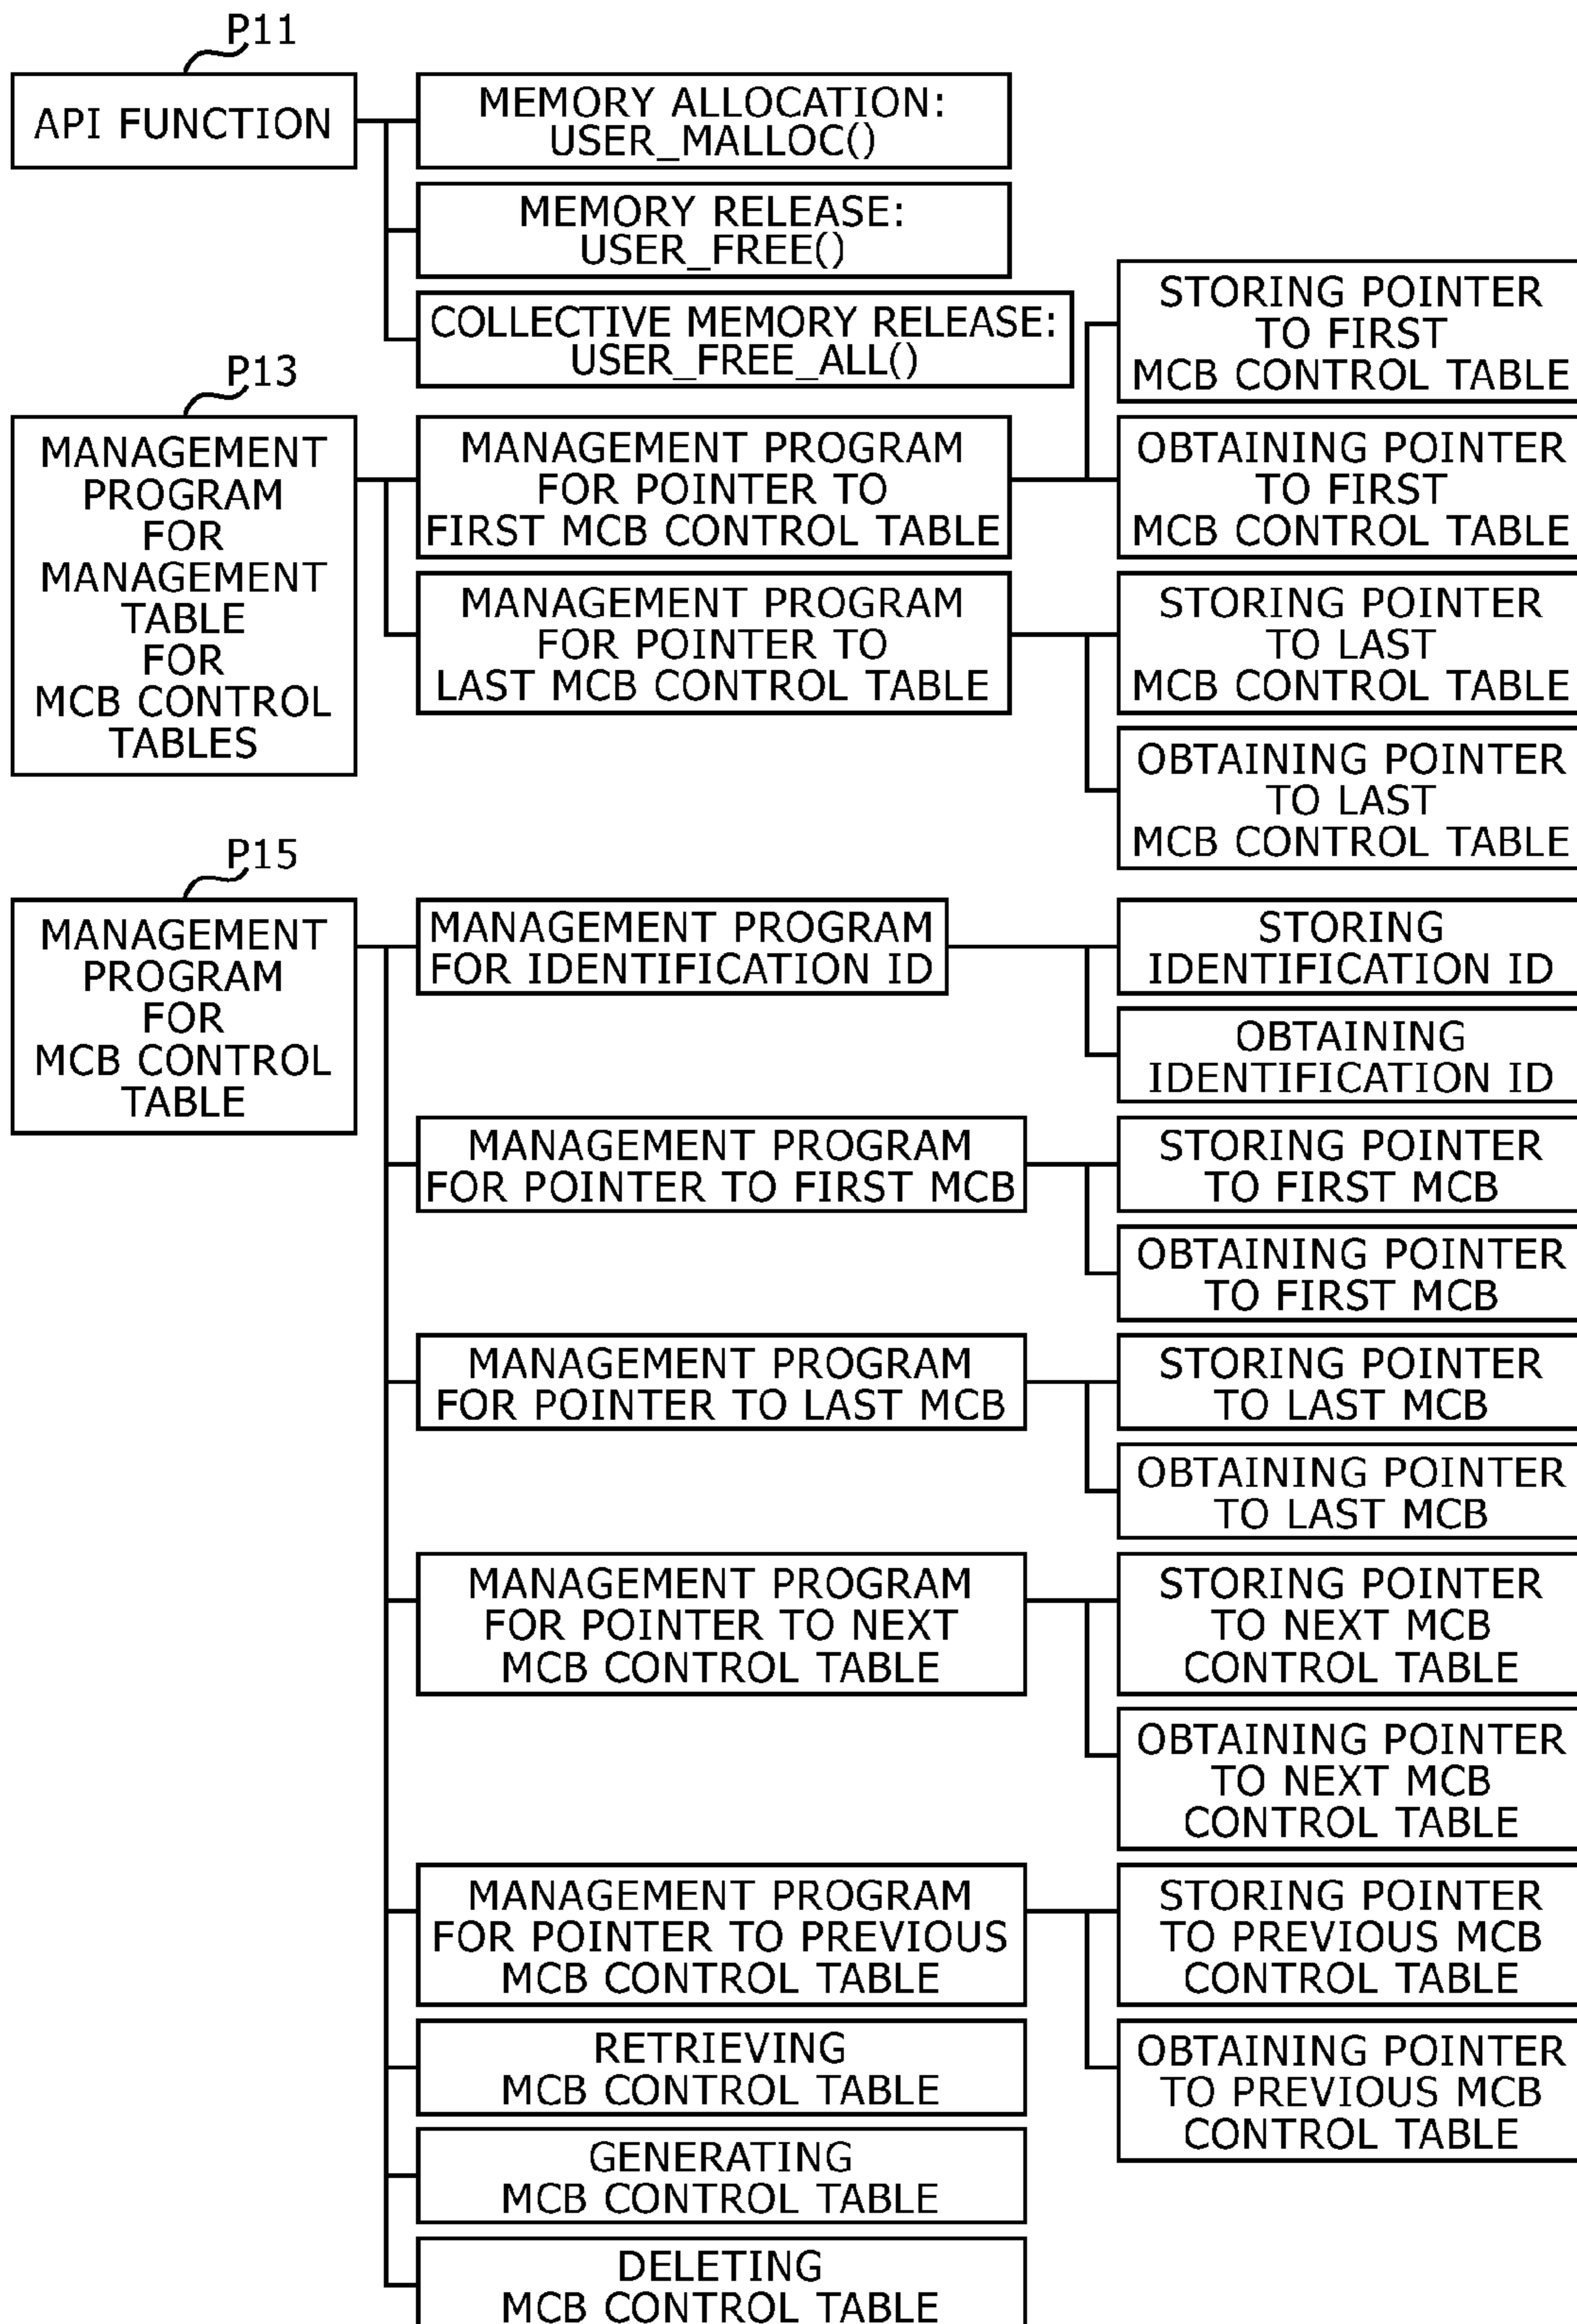 P11
API FUNCTION
MEMORY ALLOCATION:
USER_MALLOC()
MEMORY RELEASE:
USER_FREE()
COLLECTIVE MEMORY RELEASE:
USER_FREE_ALL()
P13
MANAGEMENT
PROGRAM
FOR
MANAGEMENT
TABLE
FOR
MCB CONTROL
TABLES
MANAGEMENT PROGRAM
FOR POINTER TO
FIRST MCB CONTROL TABLE
STORING POINTER
TO FIRST
MCB CONTROL TABLE
OBTAINING POINTER
TO FIRST
MCB CONTROL TABLE
MANAGEMENT PROGRAM
FOR POINTER TO
LAST MCB CONTROL TABLE
STORING POINTER
TO LAST
MCB CONTROL TABLE
OBTAINING POINTER
TO LAST
MCB CONTROL TABLE
P15
MANAGEMENT
PROGRAM
FOR
MCB CONTROL
TABLE
MANAGEMENT PROGRAM
FOR IDENTIFICATION ID
STORING
IDENTIFICATION ID
OBTAINING
IDENTIFICATION ID
MANAGEMENT PROGRAM
FOR POINTER TO FIRST MCB
STORING POINTER
TO FIRST MCB
OBTAINING POINTER
TO FIRST MCB
MANAGEMENT PROGRAM
FOR POINTER TO LAST MCB
STORING POINTER
TO LAST MCB
OBTAINING POINTER
TO LAST MCB
MANAGEMENT PROGRAM
FOR POINTER TO NEXT
MCB CONTROL TABLE
STORING POINTER
TO NEXT MCB
CONTROL TABLE
OBTAINING POINTER
TO NEXT MCB
CONTROL TABLE
MANAGEMENT PROGRAM
FOR POINTER TO PREVIOUS
MCB CONTROL TABLE
STORING POINTER
TO PREVIOUS MCB
CONTROL TABLE
OBTAINING POINTER
TO PREVIOUS MCB
CONTROL TABLE
RETRIEVING
MCB CONTROL TABLE
GENERATING
MCB CONTROL TABLE
DELETING
MCB CONTROL TABLE